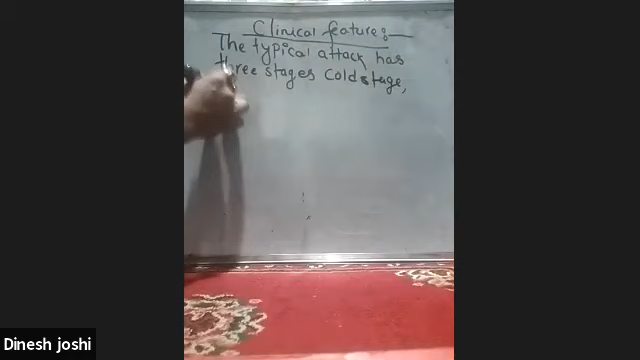 Clinical feature:-
The typical attack has
three stages cold stage,
Dinesh joshi